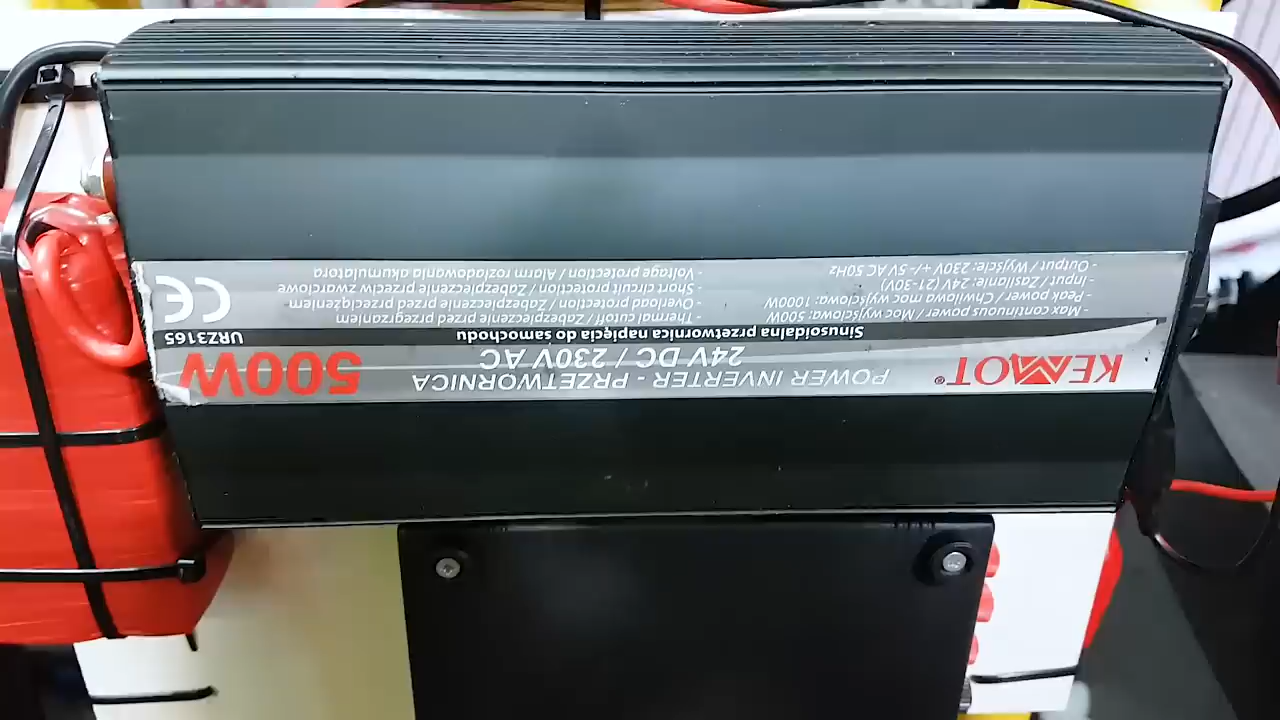 KEMOT®
POWER INVERTER - PRZETWORNICA
24V DC / 230V AC
500W
Sinusoidalna przetwornica napięcia do samochodu
URZ3165
- Max continuous power / Moc wyjściowa: 500W
- Peak power / Chwilowa moc wyjściowa: 1000W
- Input / Zasilanie: 24V (21-30V)
- Output / Wyjście: 230V +/- 5V AC 50Hz
- Thermal cutoff / Zabezpieczenie przed przegrzaniem
- Overload protection / Zabezpieczenie przed przeciążeniem
- Short circuit protection / Zabezpieczenie przeciw zwarciowe
- Voltage protection / Alarm rozładowania akumulatora
CE